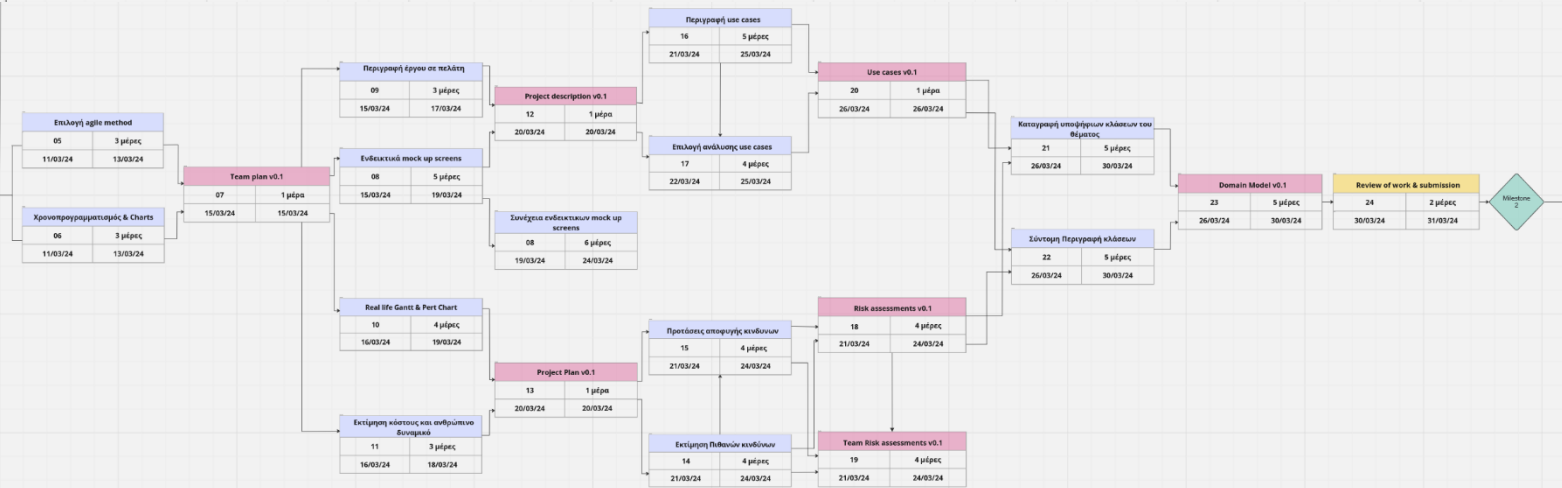 Επιλογή agile method
05 3 μέρες
11/03/24 13/03/24
Χρονοπρογραμματισμός & Charts
06 3 μέρες
11/03/24 13/03/24
Team plan v0.1
07 1 μέρα
15/03/24 15/03/24
Περιγραφή έργου σε πελάτη
09 3 μέρες
15/03/24 17/03/24
Ενδεικτικά mock up screens
08 5 μέρες
15/03/24 19/03/24
Real life Gantt & Pert Chart
10 4 μέρες
16/03/24 19/03/24
Εκτίμηση κόστους και ανθρώπινο
δυναμικό
11 3 μέρες
16/03/24 18/03/24
Project description v0.1
12 1 μέρα
20/03/24 20/03/24
Συνέχεια ενδεικτικων mock up
screens
08 6 μέρες
19/03/24 24/03/24
Project Plan v0.1
13 1 μέρα
20/03/24 20/03/24
Περιγραφή use cases
16 5 μέρες
21/03/24 25/03/24
Επιλογή ανάλυσης use cases
17 4 μέρες
22/03/24 25/03/24
Προτάσεις αποφυγής κινδυνων
15 4 μέρες
21/03/24 24/03/24
Εκτίμηση Πιθανών κινδύνων
14 4 μέρες
21/03/24 24/03/24
Use cases v0.1
20 1 μέρα
26/03/24 26/03/24
Risk assessments v0.1
18 4 μέρες
21/03/24 24/03/24
Team Risk assessments v0.1
19 4 μέρες
21/03/24 24/03/24
Καταγραφή υποψήφιων κλάσεων του
θέματος
21 5 μέρες
26/03/24 30/03/24
Σύντομη Περιγραφή κλάσεων
22 5 μέρες
26/03/24 30/03/24
Domain Model v0.1
23 5 μέρες
26/03/24 30/03/24
Review of work & submission
24 2 μέρες
30/03/24 31/03/24
Milestone
2